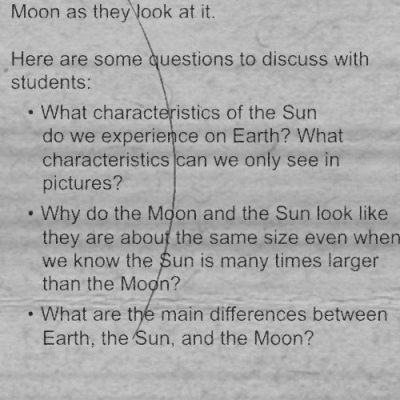 Moon as they look at it.
Here are some questions to discuss with
students:
• What characteristics of the Sun
do we experience on Earth? What
characteristics can we only see in
pictures?
• Why do the Moon and the Sun look like
they are about the same size even when
we know the Sun is many times larger
than the Moon?
• What are the main differences between
Earth, the Sun, and the Moon?